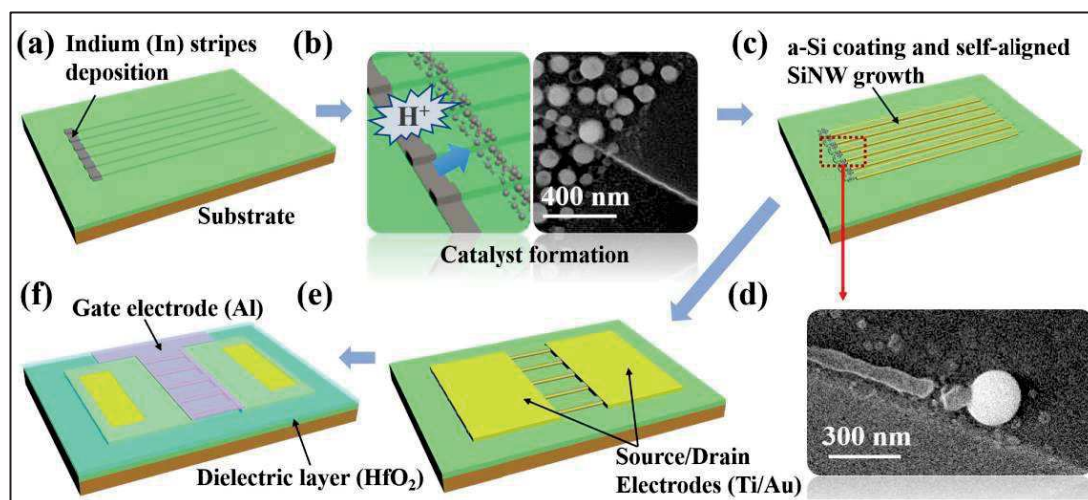 (a)
Indium (In) stripes
deposition
Substrate
(b)
H+
400 nm
Catalyst formation
(c)
a-Si coating and self-aligned
SiNW growth
(d)
300 nm
(e)
Source/Drain
Electrodes (Ti/Au)
(f)
Gate electrode (Al)
Dielectric layer (HfO₂)